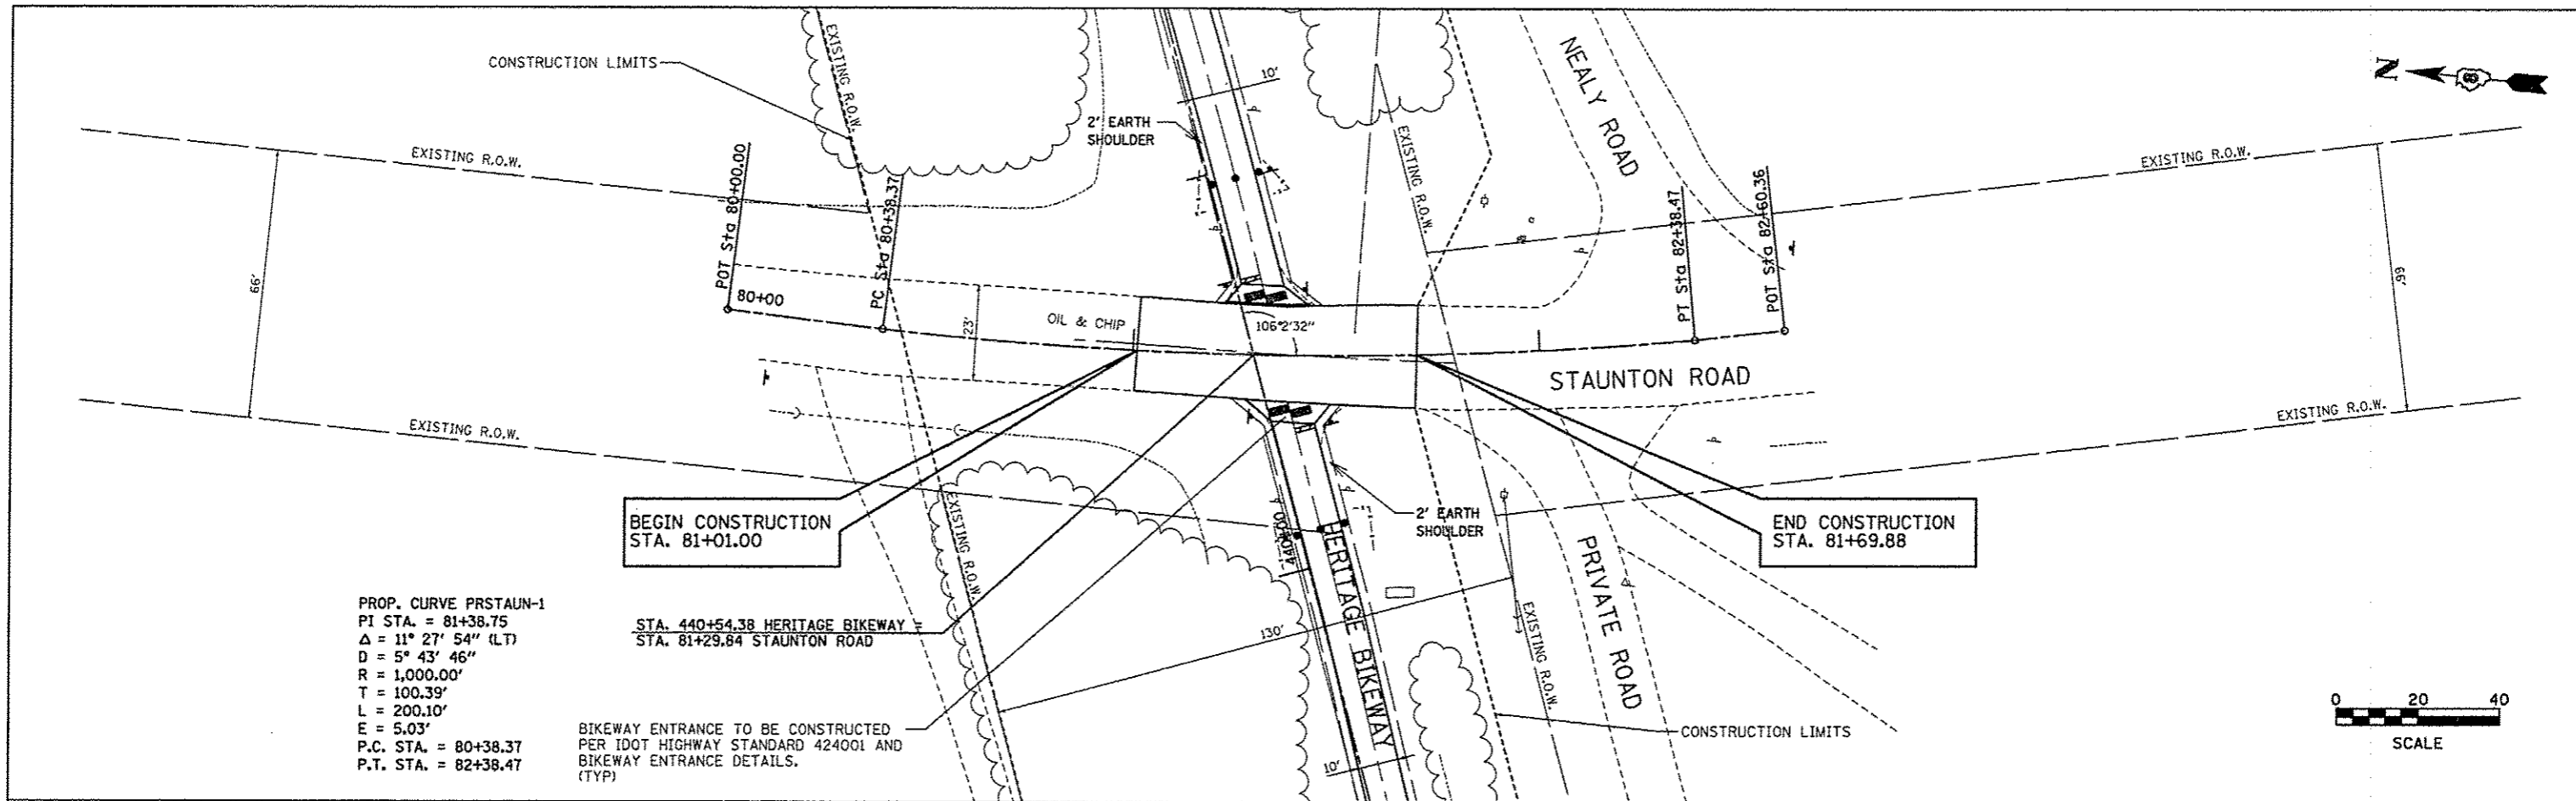 CONSTRUCTION LIMITS
EXISTING R.O.W.
10'
2' EARTH
SHOULDER
NEALY ROAD
N
EXISTING R.O.W.
POT Sta 80+00.00
PC Sta 80+38.37
EXISTING R.O.W.
PT Sta 82+38.47
POT Sta 82+60.36
EXISTING R.O.W.
66'
80+00
23'
OIL & CHIP
106°2'32"
STAUNTON ROAD
66'
EXISTING R.O.W.
EXISTING R.O.W.
BEGIN CONSTRUCTION
STA. 81+01.00
EXISTING R.O.W.
440+00
HERITAGE BIKEWAY
2' EARTH
SHOULDER
END CONSTRUCTION
STA. 81+69.88
PRIVATE ROAD
EXISTING R.O.W.
PROP. CURVE PRSTAUN-1
PI STA. = 81+38.75
Δ = 11° 27' 54" (LT)
D = 5° 43' 46"
R = 1,000.00'
T = 100.39'
L = 200.10'
E = 5.03'
P.C. STA. = 80+38.37
P.T. STA. = 82+38.47
STA. 440+54.38 HERITAGE BIKEWAY =
STA. 81+29.84 STAUNTON ROAD
130'
BIKEWAY ENTRANCE TO BE CONSTRUCTED
PER IDOT HIGHWAY STANDARD 424001 AND
BIKEWAY ENTRANCE DETAILS.
(TYP)
10'
CONSTRUCTION LIMITS
0 20 40
SCALE